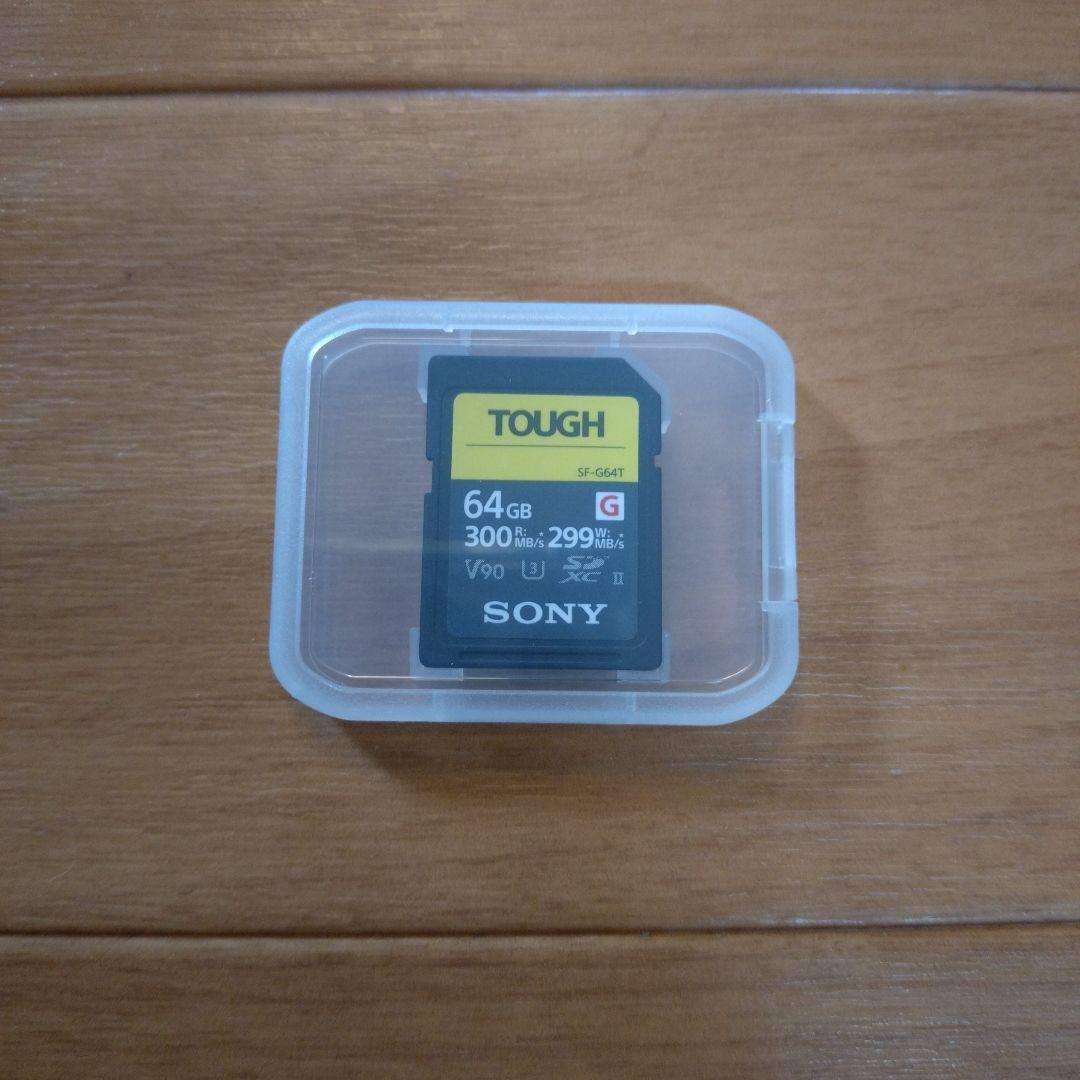 TOUGH
SF-G64T
64GB G
300 R: MB/s* 299 W: MB/s*
V90 3 SD XC II
SONY